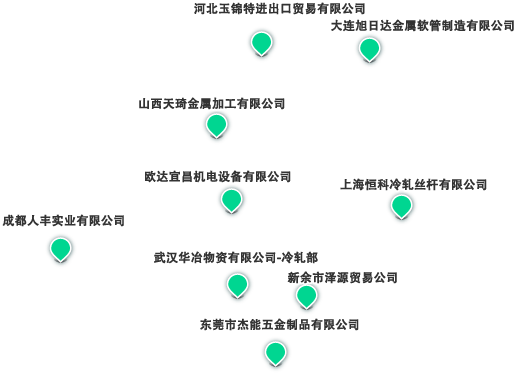 河北玉锦特进出口贸易有限公司
大连旭日达金属软管制造有限公司
山西天琦金属加工有限公司
欧达宜昌机电设备有限公司
上海恒科冷轧丝杆有限公司
成都人丰实业有限公司
武汉华冶物资有限公司-冷轧部
新余市泽源贸易公司
东莞市杰能五金制品有限公司